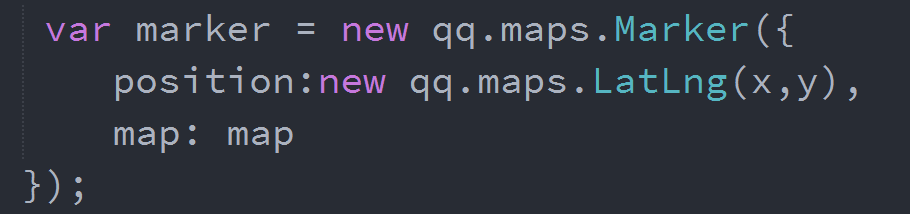 var marker = new qq.maps.Marker({
position:new qq.maps.LatLng(x,y),
map: map
});